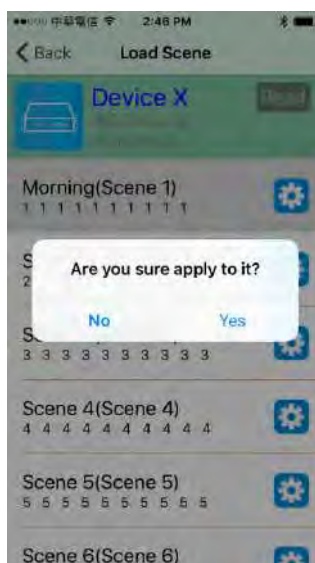 中華電信 2:46 PM
Back Load Scene
Device X
Read
Morning(Scene 1)
1 1 1 1 1 1 1 1 1 1
S
2
Are you sure apply to it?
No Yes
S
3 3 3 3 3 3 3 3 3 3
Scene 4(Scene 4)
4 4 4 4 4 4 4 4 4 4
Scene 5(Scene 5)
5 5 5 5 5 5 5 5 5 5
Scene 6(Scene 6)